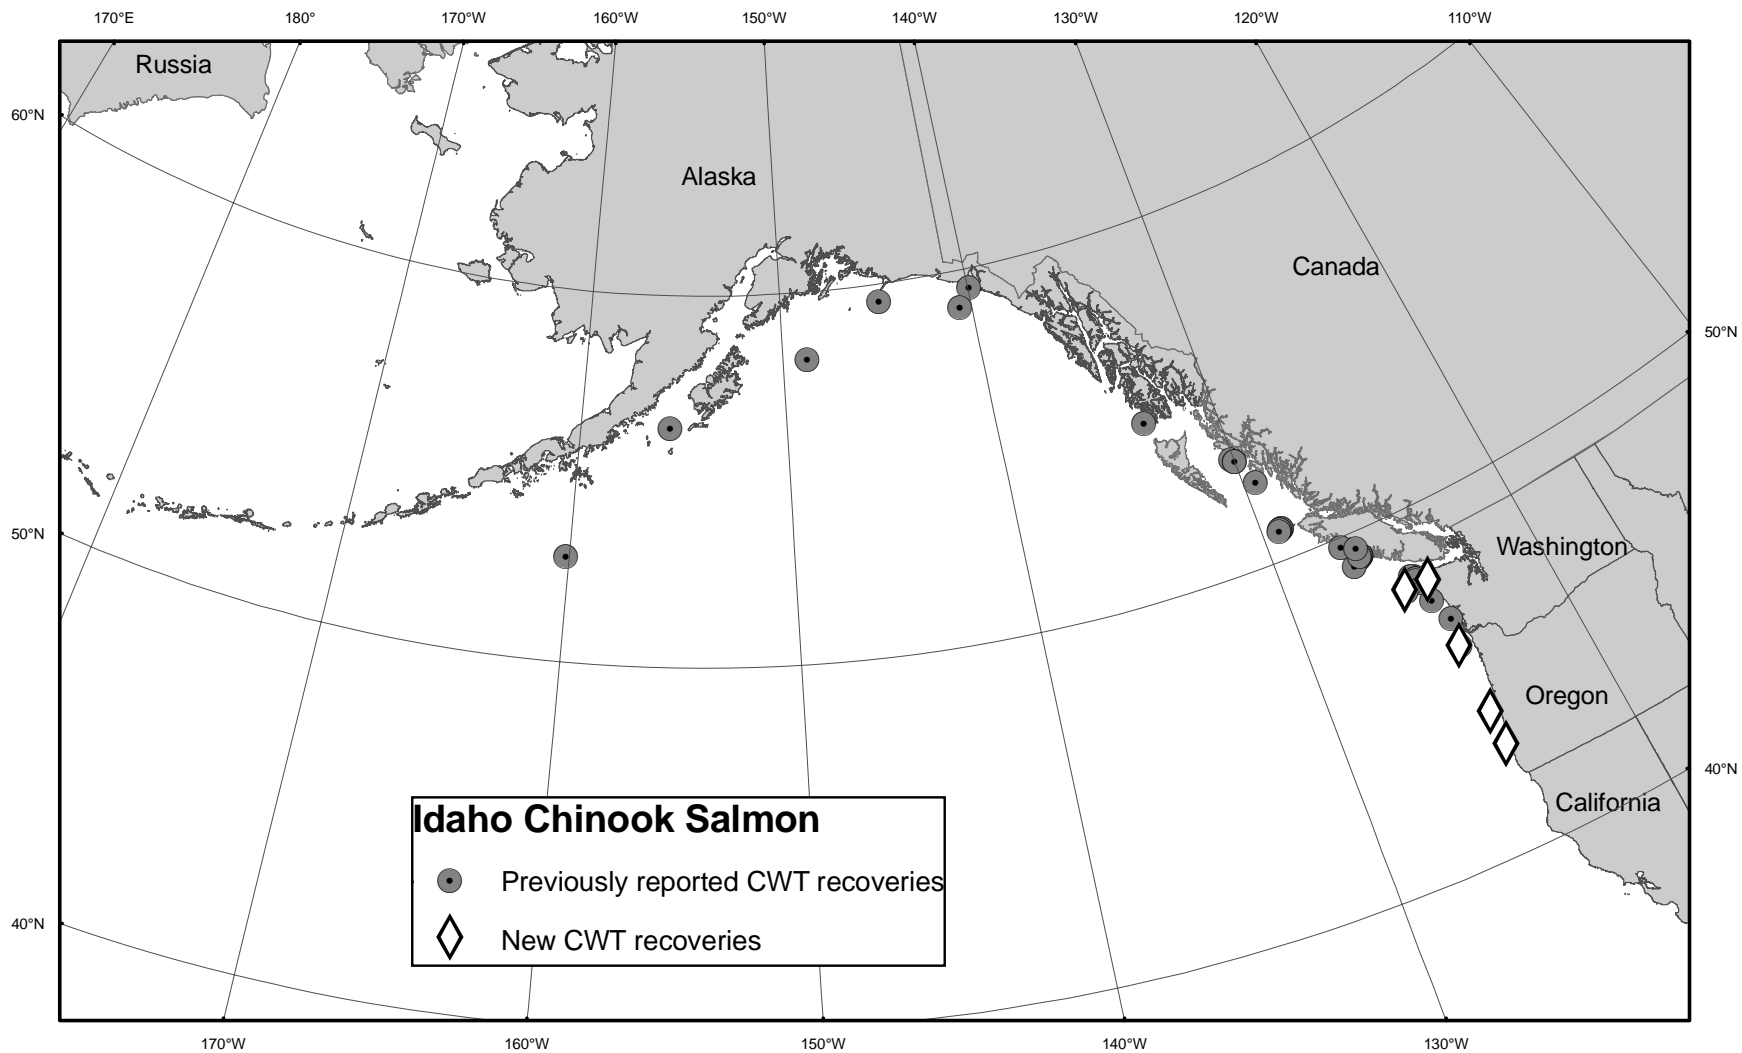 170°E 180° 170°W 160°W 150°W 140°W 130°W 120°W 110°W
Russia
60°N
Alaska
Canada
50°N
50°N
Washington
Oregon
40°N
California
Idaho Chinook Salmon
Previously reported CWT recoveries
40°N
New CWT recoveries
170°W 160°W 150°W 140°W 130°W